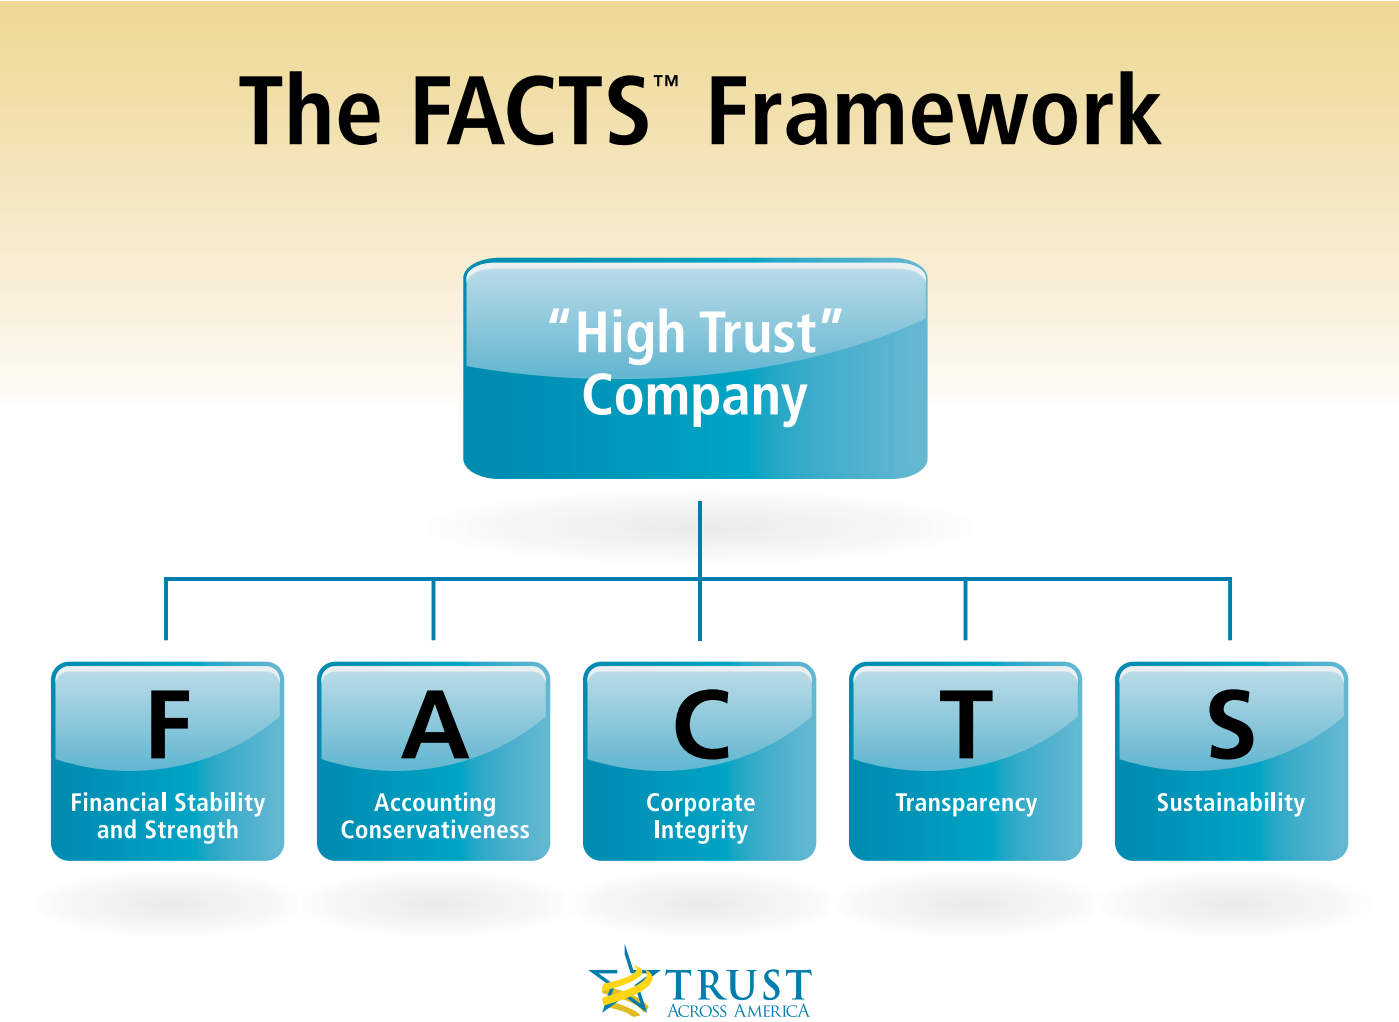 The FACTS™ Framework
“High Trust”
Company
F
Financial Stability
and Strength
A
Accounting
Conservativeness
C
Corporate
Integrity
T
Transparency
S
Sustainability
TRUST
ACROSS AMERICA